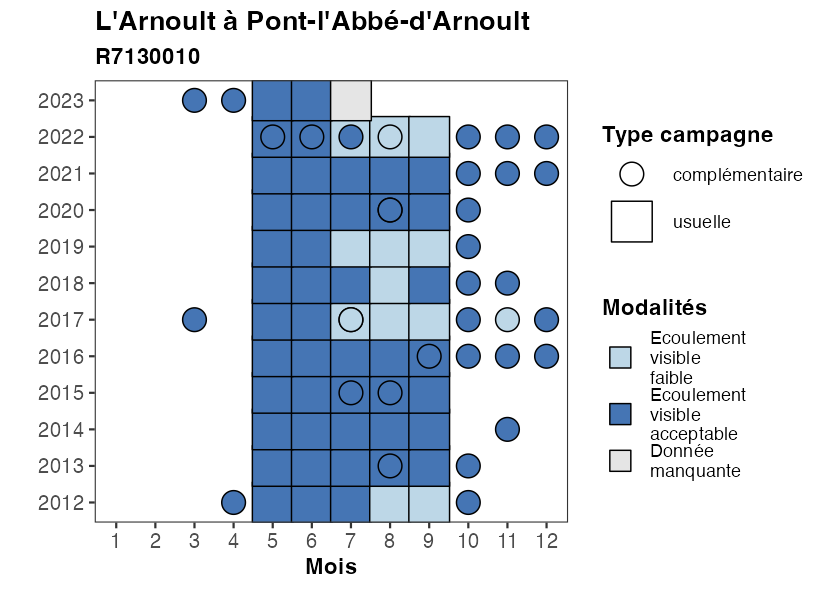 L'Arnoult à Pont-l'Abbé-d'Arnoult
R7130010
2023
2022
2021
2020
2019
2018
2017
2016
2015
2014
2013
2012
1 2 3 4 5 6 7 8 9 10 11 12
Mois
Type campagne
complémentaire
usuelle
Modalités
Ecoulement
visible
faible
Ecoulement
visible
acceptable
Donnée
manquante